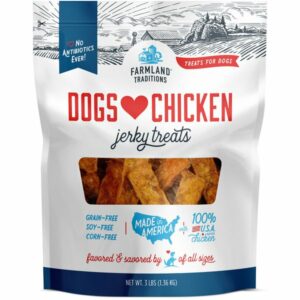 NO
ANTIBIOTICS
EVER!
FARMLAND
TRADITIONS
TREATS FOR DOGS
DOGS CHICKEN
jerky treats
GRAIN-FREE
SOY-FREE
CORN-FREE
MADE IN
AMERICA
100%
U.S.A.
chicken
favored & savored by of all sizes
NET WT. 3 LBS (1.36 KG)